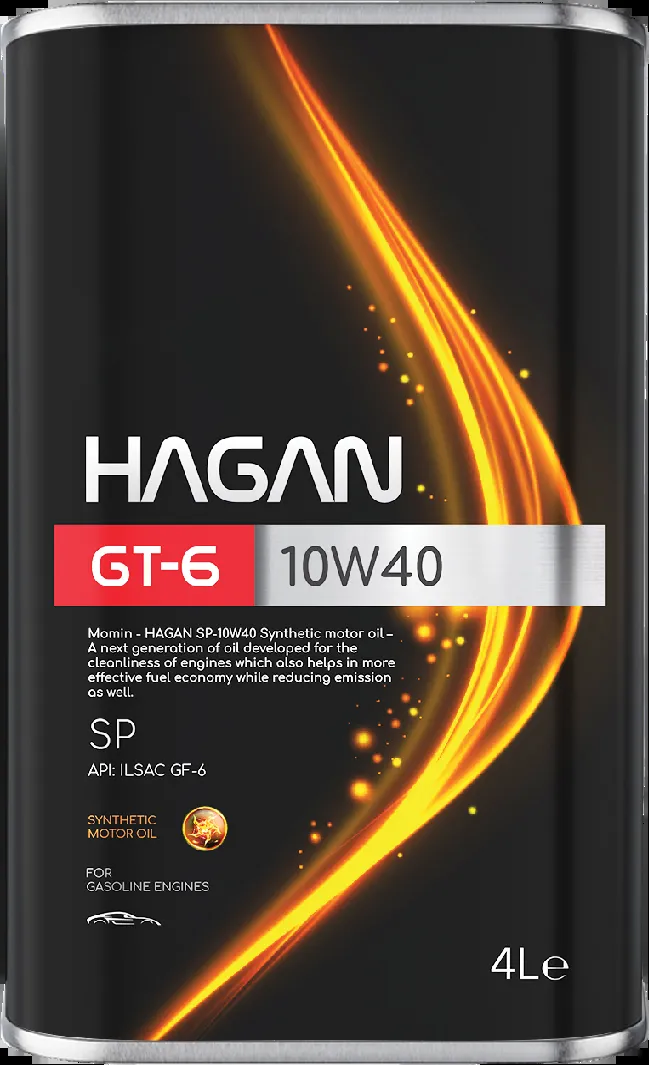 HAGAN
GT-6 10W40
Momin - HAGAN SP-10W40 Synthetic motor oil –
A next generation of oil developed for the
cleanliness of engines which also helps in more
effective fuel economy while reducing emission
as well.
SP
API: ILSAC GF-6
SYNTHETIC
MOTOR OIL
FOR
GASOLINE ENGINES
4Le